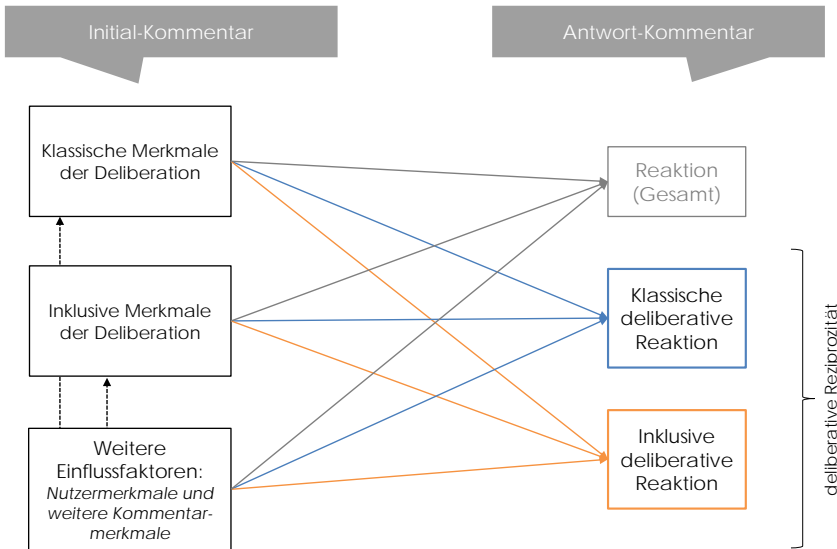 Initial-Kommentar
Antwort-Kommentar
Klassische Merkmale
der Deliberation
Reaktion
(Gesamt)
Inklusive Merkmale
der Deliberation
Klassische
deliberative
Reaktion
Weitere
Einflussfaktoren:
Nutzermerkmale und
weitere Kommentar-
merkmale
Inklusive
deliberative
Reaktion
deliberative Reziprozität